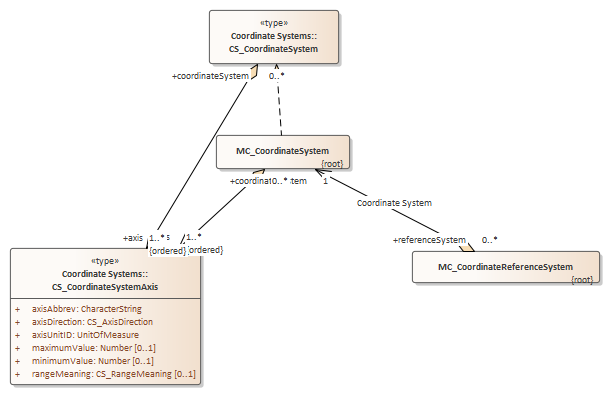 «type»
Coordinate Systems::
CS_CoordinateSystem
+coordinateSystem
0..*
MC_CoordinateSystem
{root}
+coordinat
0..*
tem
1
Coordinate System
+referenceSystem
0..*
MC_CoordinateReferenceSystem
{root}
+axis
1..*
s
1..*
{ordered}
ordered}
«type»
Coordinate Systems::
CS_CoordinateSystemAxis
+ axisAbbrev: CharacterString
+ axisDirection: CS_AxisDirection
+ axisUnitID: UnitOfMeasure
+ maximumValue: Number [0..1]
+ minimumValue: Number [0..1]
+ rangeMeaning: CS_RangeMeaning [0..1]